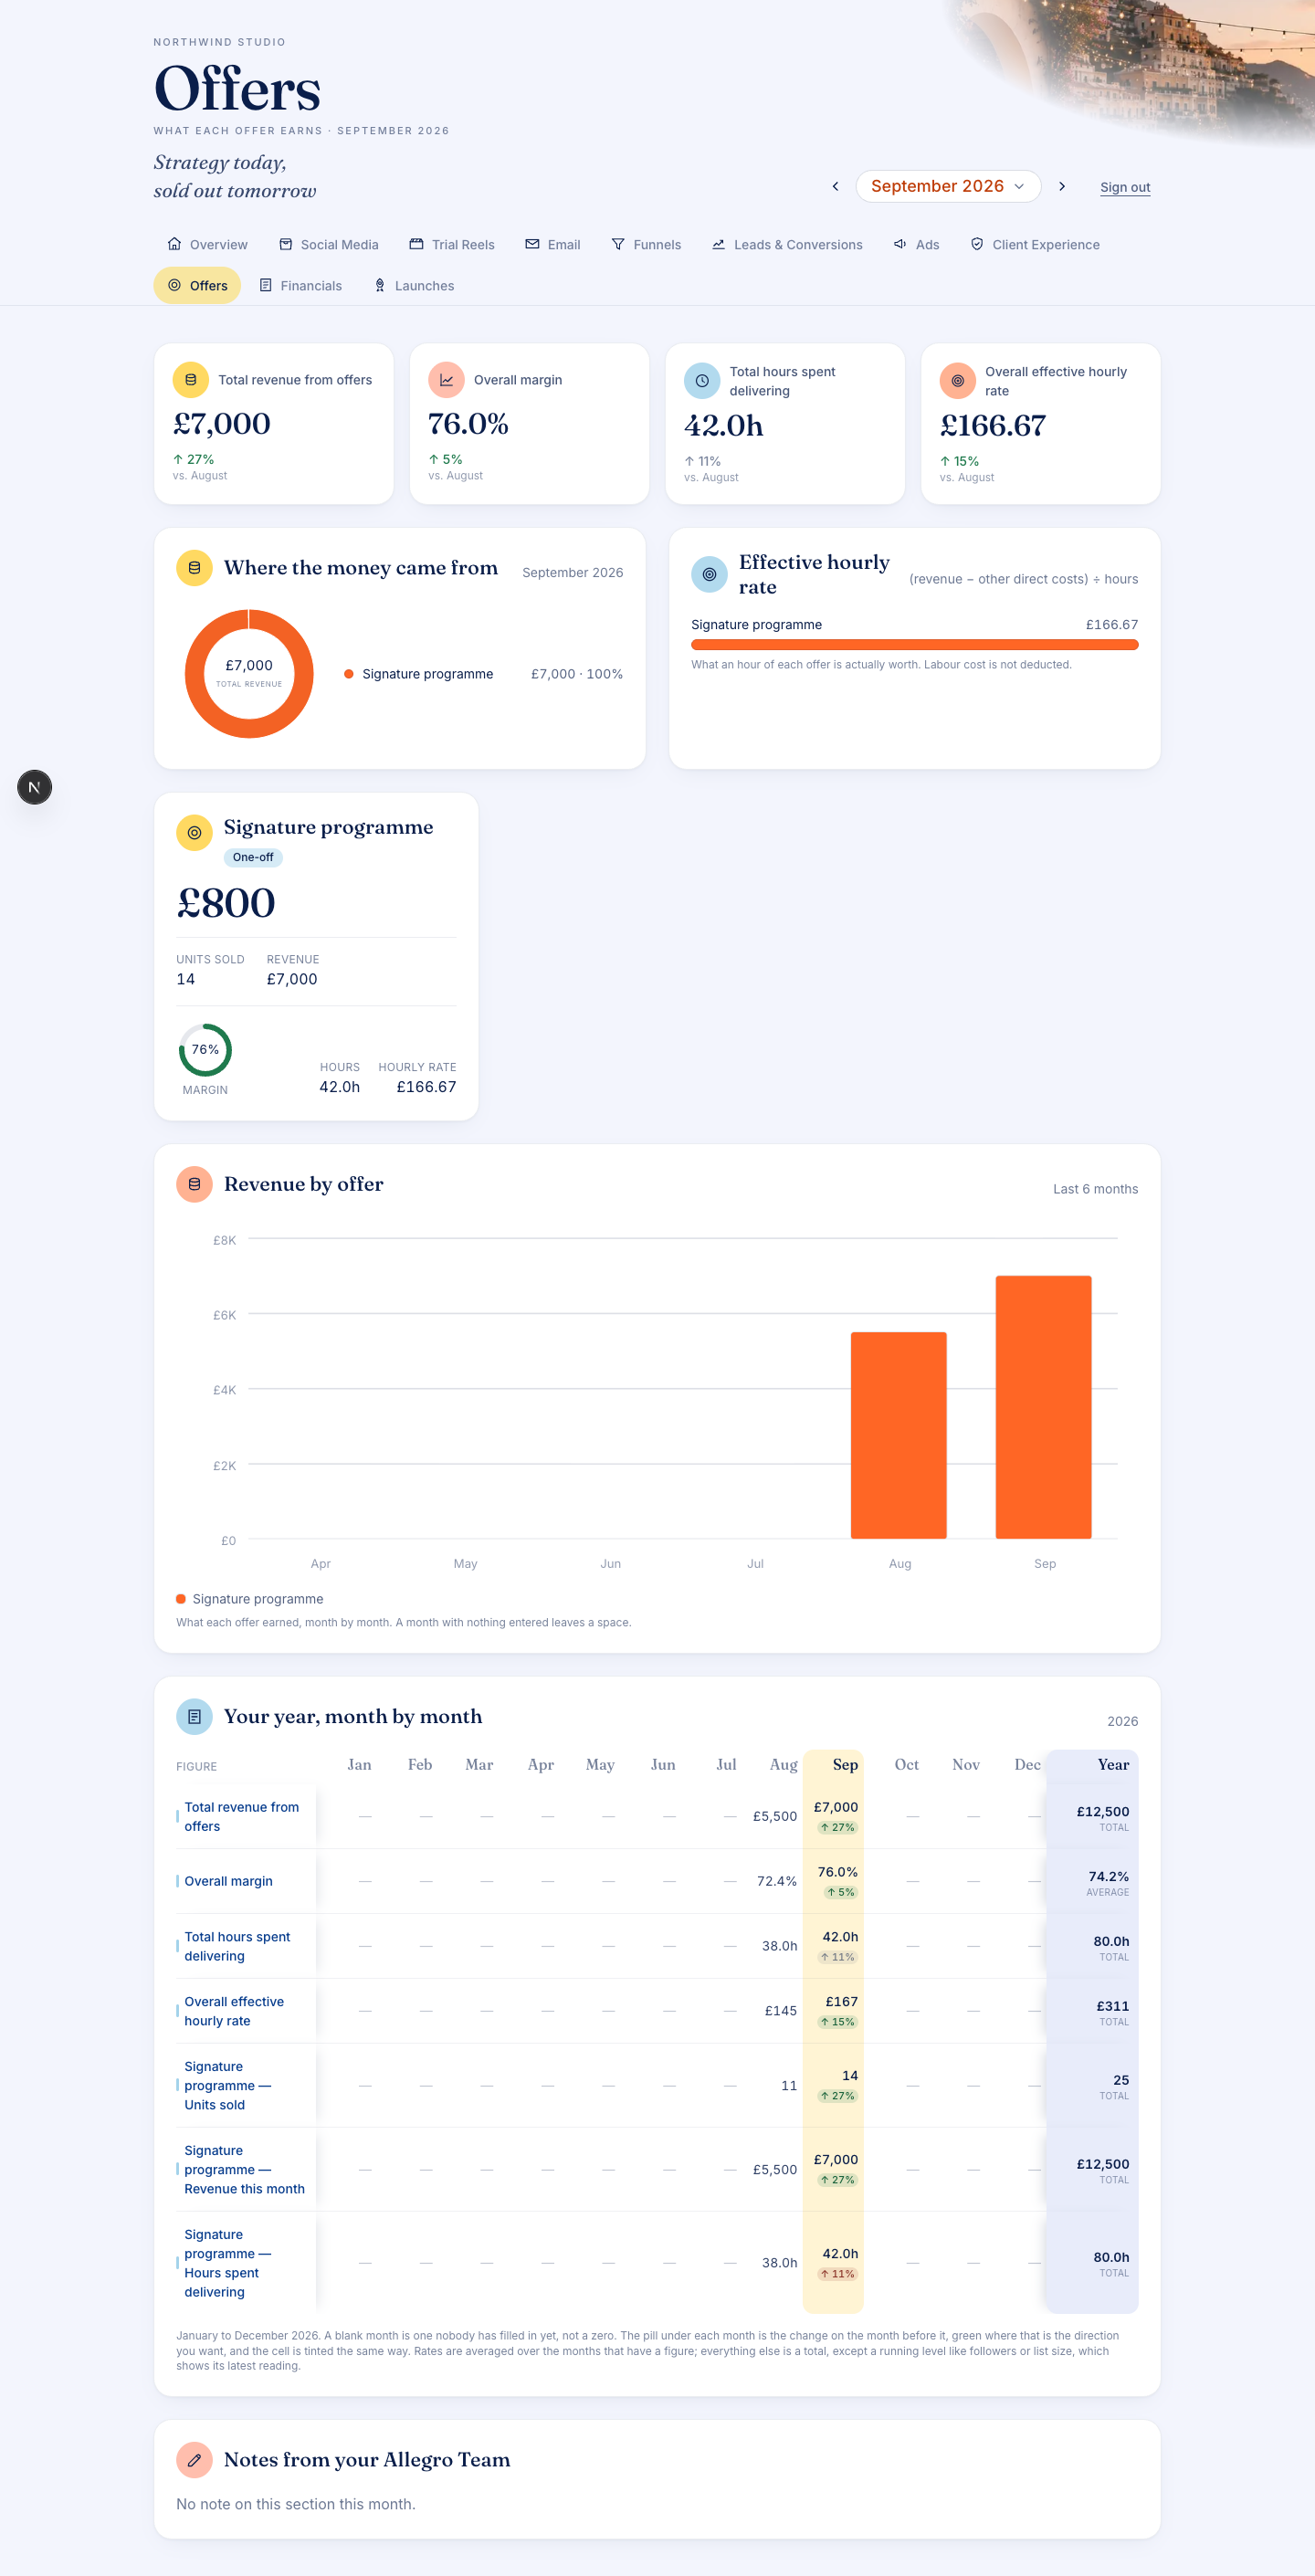 NORTHWIND STUDIO
Offers
WHAT EACH OFFER EARNS · SEPTEMBER 2026
Strategy today,
sold out tomorrow
September 2026
Sign out
Overview
Social Media
Trial Reels
Email
Funnels
Leads & Conversions
Ads
Client Experience
Offers
Financials
Launches
Total revenue from offers
£7,000
↑ 27%
vs. August
Overall margin
76.0%
↑ 5%
vs. August
Total hours spent
delivering
42.0h
↑ 11%
vs. August
Overall effective hourly
rate
£166.67
↑ 15%
vs. August
Where the money came from
September 2026
£7,000
TOTAL REVENUE
Signature programme
£7,000 · 100%
Effective hourly
rate
(revenue − other direct costs) ÷ hours
Signature programme
£166.67
What an hour of each offer is actually worth. Labour cost is not deducted.
N
Signature programme
One-off
£800
UNITS SOLD
14
REVENUE
£7,000
76%
MARGIN
HOURS
42.0h
HOURLY RATE
£166.67
Revenue by offer
Last 6 months
£8K
£6K
£4K
£2K
£0
Apr May Jun Jul Aug Sep
Signature programme
What each offer earned, month by month. A month with nothing entered leaves a space.
Your year, month by month
2026
FIGURE Jan Feb Mar Apr May Jun Jul Aug Sep Oct Nov Dec Year
Total revenue from
offers
— — — — — — — £5,500 £7,000 — — — £12,500
↑ 27% TOTAL
Overall margin
— — — — — — — 72.4% 76.0% — — — 74.2%
↑ 5% AVERAGE
Total hours spent
delivering
— — — — — — — 38.0h 42.0h — — — 80.0h
↑ 11% TOTAL
Overall effective
hourly rate
— — — — — — — £145 £167 — — — £311
↑ 15% TOTAL
Signature
programme —
Units sold
— — — — — — — 11 14 — — — 25
↑ 27% TOTAL
Signature
programme —
Revenue this month
— — — — — — — £5,500 £7,000 — — — £12,500
↑ 27% TOTAL
Signature
programme —
Hours spent
delivering
— — — — — — — 38.0h 42.0h — — — 80.0h
↑ 11% TOTAL
January to December 2026. A blank month is one nobody has filled in yet, not a zero. The pill under each month is the change on the month before it, green where that is the direction
you want, and the cell is tinted the same way. Rates are averaged over the months that have a figure; everything else is a total, except a running level like followers or list size, which
shows its latest reading.
Notes from your Allegro Team
No note on this section this month.